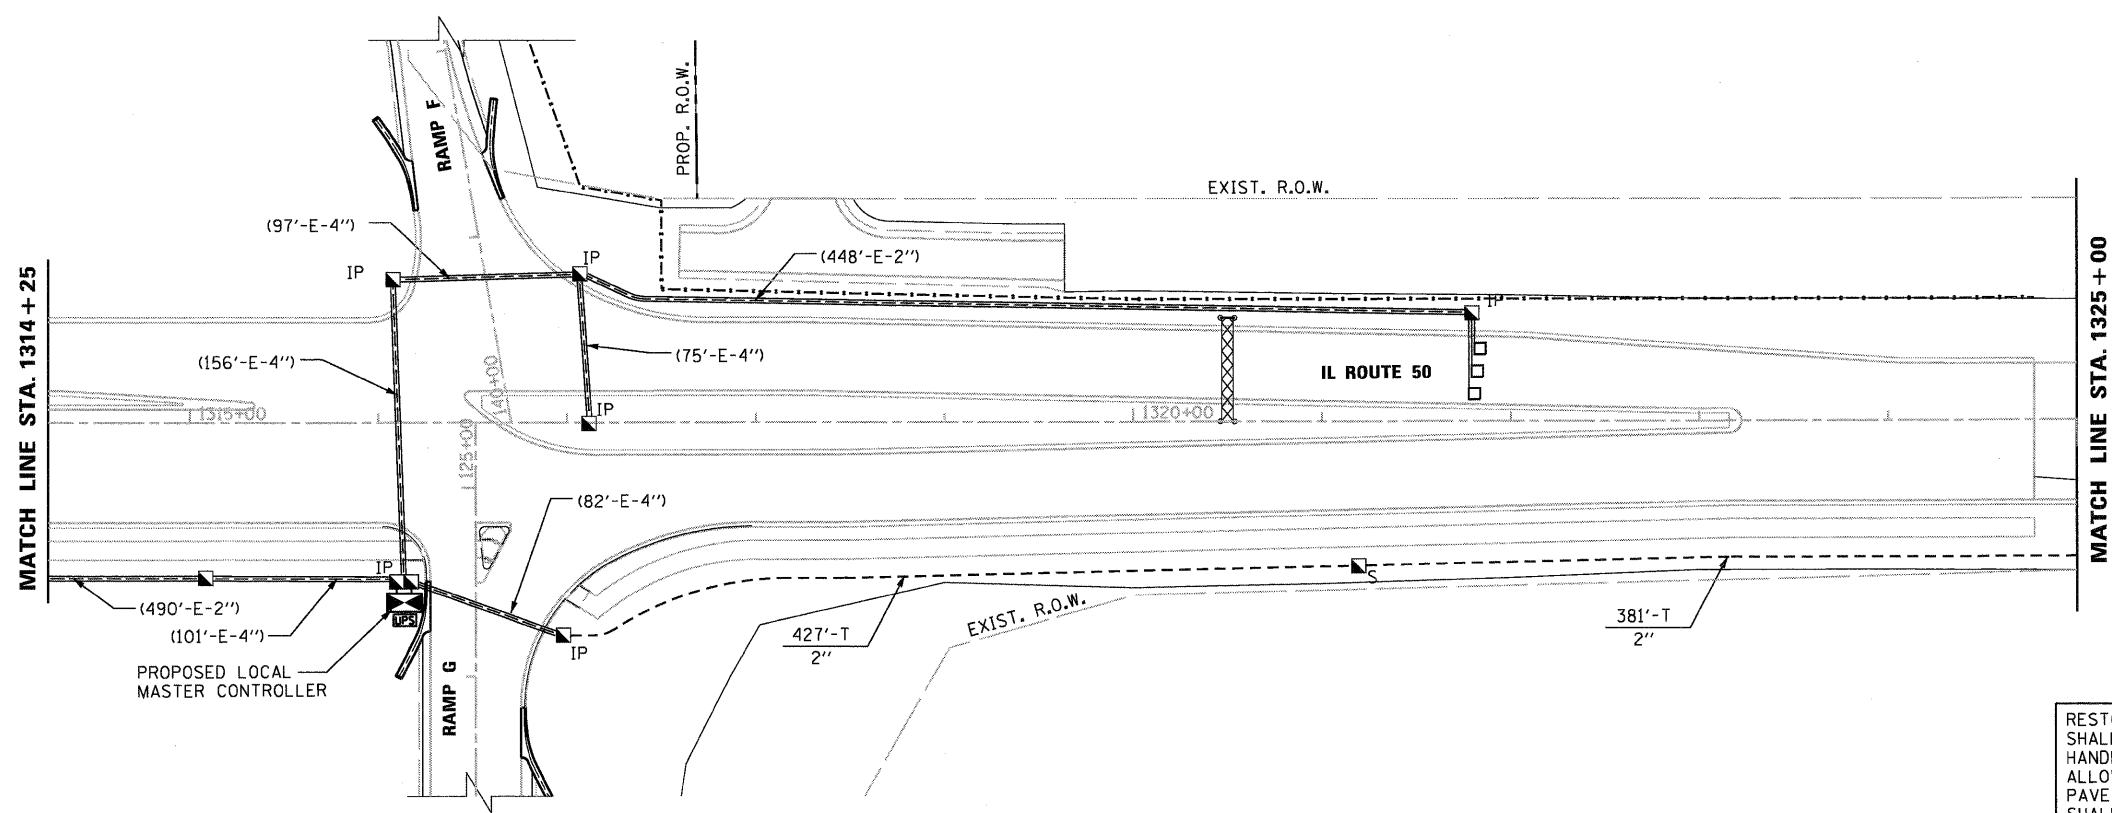 RAMP F
PROP. R.O.W.
EXIST. R.O.W.
(97'-E-4")
IP
IP
(448'-E-2")
IP
MATCH LINE STA. 1314+25
MATCH LINE STA. 1325+00
(156'-E-4")
(75'-E-4")
140+00
IL ROUTE 50
1315+00
IP
1320+00
125+00
(82'-E-4")
IP
(490'-E-2")
(101'-E-4")
UPS
IP
S
EXIST. R.O.W.
427'-T
2"
381'-T
2"
PROPOSED LOCAL
MASTER CONTROLLER
RAMP G